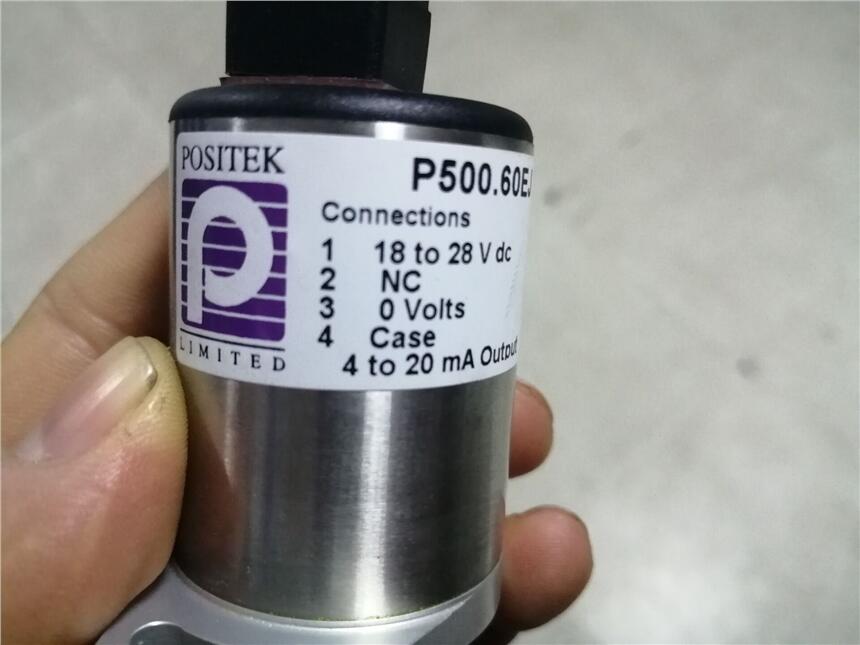 POSITEK
LIMITED
P500.60EJ
Connections
1 18 to 28 V dc
2 NC
3 0 Volts
4 Case
4 to 20 mA Output